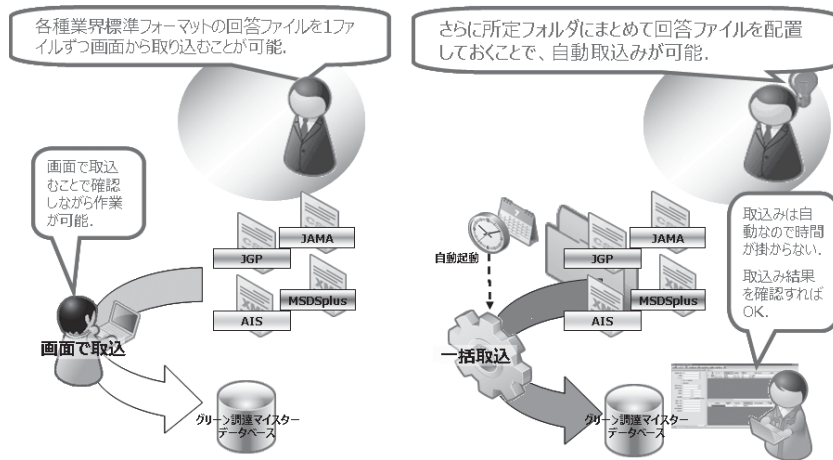 各種業界標準フォーマットの回答ファイルを1ファ
イルずつ画面から取り込むことが可能.
画面で取込
むことで確認
しながら作業
が可能.
JAMA
JGP
MSDSplus
AIS
画面で取込
グリーン調達マイスター
データベース
さらに所定フォルダにまとめて回答ファイルを配置
しておくことで、自動取込みが可能.
取込みは自
動なので時間
が掛からない.
取込み結果
を確認すれば
OK.
自動起動
JAMA
JGP
MSDSplus
AIS
一括取込
グリーン調達マイスター
データベース